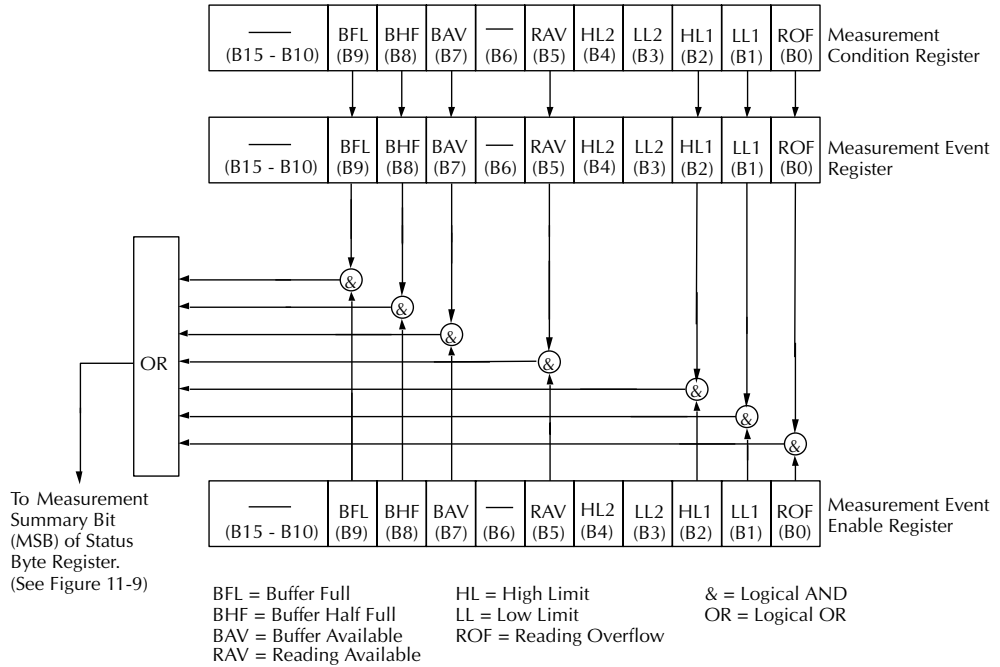 BFL BHF BAV — RAV HL2 LL2 HL1 LL1 ROF
— (B15 - B10) (B9) (B8) (B7) (B6) (B5) (B4) (B3) (B2) (B1) (B0)
Measurement
Condition Register
BFL BHF BAV — RAV HL2 LL2 HL1 LL1 ROF
— (B15 - B10) (B9) (B8) (B7) (B6) (B5) (B4) (B3) (B2) (B1) (B0)
Measurement Event
Register
&
&
&
&
&
&
&
OR
To Measurement
Summary Bit
(MSB) of Status
Byte Register.
(See Figure 11-9)
BFL BHF BAV — RAV HL2 LL2 HL1 LL1 ROF
— (B15 - B10) (B9) (B8) (B7) (B6) (B5) (B4) (B3) (B2) (B1) (B0)
Measurement Event
Enable Register
BFL = Buffer Full
BHF = Buffer Half Full
BAV = Buffer Available
RAV = Reading Available
HL = High Limit
LL = Low Limit
ROF = Reading Overflow
& = Logical AND
OR = Logical OR